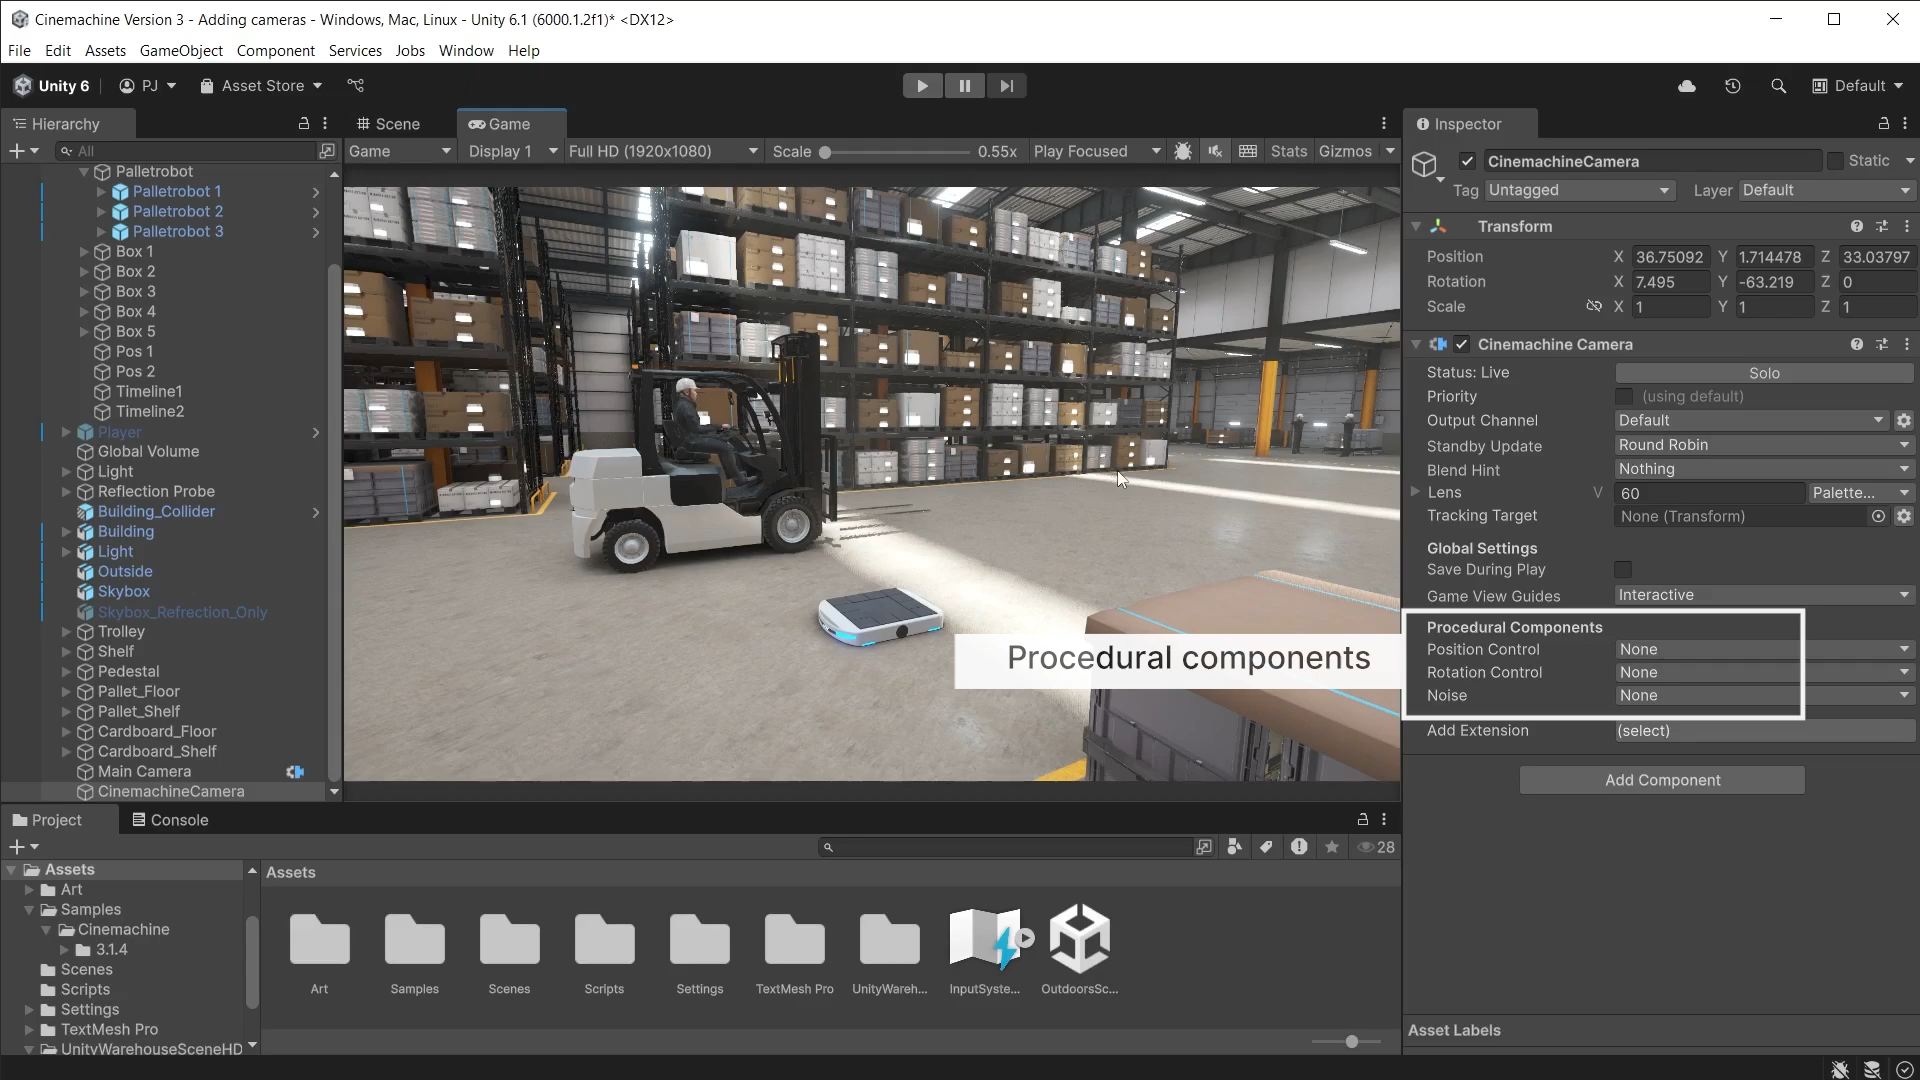 Cinemachine Version 3 - Adding cameras - Windows, Mac, Linux - Unity 6.1 (6000.1.2f1)* <DX12>
File Edit Assets GameObject Component Services Jobs Window Help
Unity 6 PJ Asset Store Default
Hierarchy
All
Palletrobot
Palletrobot 1
Palletrobot 2
Palletrobot 3
Box 1
Box 2
Box 3
Box 4
Box 5
Pos 1
Pos 2
Timeline1
Timeline2
Player
Global Volume
Light
Reflection Probe
Building_Collider
Building
Light
Outside
Skybox
Skybox_Refrection_Only
Trolley
Shelf
Pedestal
Pallet_Floor
Pallet_Shelf
Cardboard_Floor
Cardboard_Shelf
Main Camera
CinemachineCamera
Scene Game
Game Display 1 Full HD (1920x1080) Scale 0.55x Play Focused Stats Gizmos
Procedural components
Inspector
CinemachineCamera Static
Tag Untagged Layer Default
Transform
Position X 36.75092 Y 1.714478 Z 33.03797
Rotation X 7.495 Y -63.219 Z 0
Scale X 1 Y 1 Z 1
Cinemachine Camera
Status: Live Solo
Priority (using default)
Output Channel Default
Standby Update Round Robin
Blend Hint Nothing
Lens V 60 Palette...
Tracking Target None (Transform)
Global Settings
Save During Play
Game View Guides Interactive
Procedural Components
Position Control None
Rotation Control None
Noise None
Add Extension (select)
Add Component
Asset Labels
Project Console
28
Assets
Art
Samples
Cinemachine
3.1.4
Scenes
Scripts
Settings
TextMesh Pro
UnityWarehouseSceneHD
Assets
Art Samples Scenes Scripts Settings TextMesh Pro UnityWareh... InputSyste... OutdoorsSc...